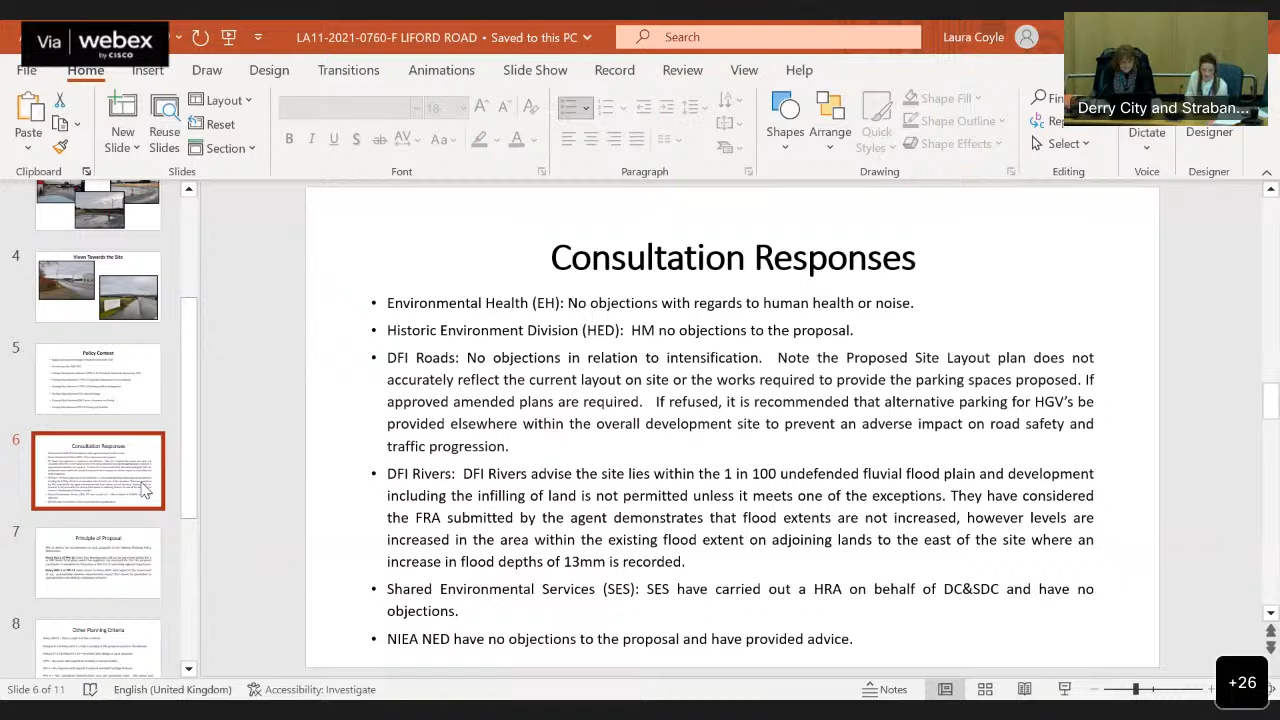 Via webex
by CISCO
LA11-2021-0760-F LIFORD ROAD • Saved to this PC
Search
Laura Coyle
File Home Insert Draw Design Transitions Animations Slide Show Record Review View Help
Derry City and Straban...
Paste
New Slide
Reuse Slides
Layout
Reset
Section
Shapes
Arrange
Quick Styles
Shape Fill
Shape Outline
Shape Effects
Select
Dictate
Designer
Clipboard Slides Font Paragraph Drawing Editing Voice Designer
4
Views Towards the Site
5
Policy Context
6
Consultation Responses
7
Principle of Proposal
8
Other Planning Criteria
Consultation Responses
• Environmental Health (EH): No objections with regards to human health or noise.
• Historic Environment Division (HED): HM no objections to the proposal.
• DFI Roads: No objections in relation to intensification. the Proposed Site Layout plan does not
accurately reflect layout on site or the works required to provide the parking spaces proposed. If
approved amended plans are required. If refused, it is recommended that alternative parking for HGV's be
provided elsewhere within the overall development site to prevent an adverse impact on road safety and
traffic progression.
• DFI Rivers: the site lies within the 1 in 100 year development
including the infilling of land is not permitted unless it meets one of the exceptions. They have considered
the FRA submitted by the agent demonstrates that flood extents are not increased, however levels are
increased in the area within the existing flood extent on adjoining lands to the east of the site where an
increase in flood depths of 13mm is recorded.
• Shared Environmental Services (SES): SES have carried out a HRA on behalf of DC&SDC and have no
objections.
• NIEA NED have no concerns to the proposal and have provided advice.
Slide 6 of 11 English (United Kingdom) Accessibility: Investigate Notes
+26